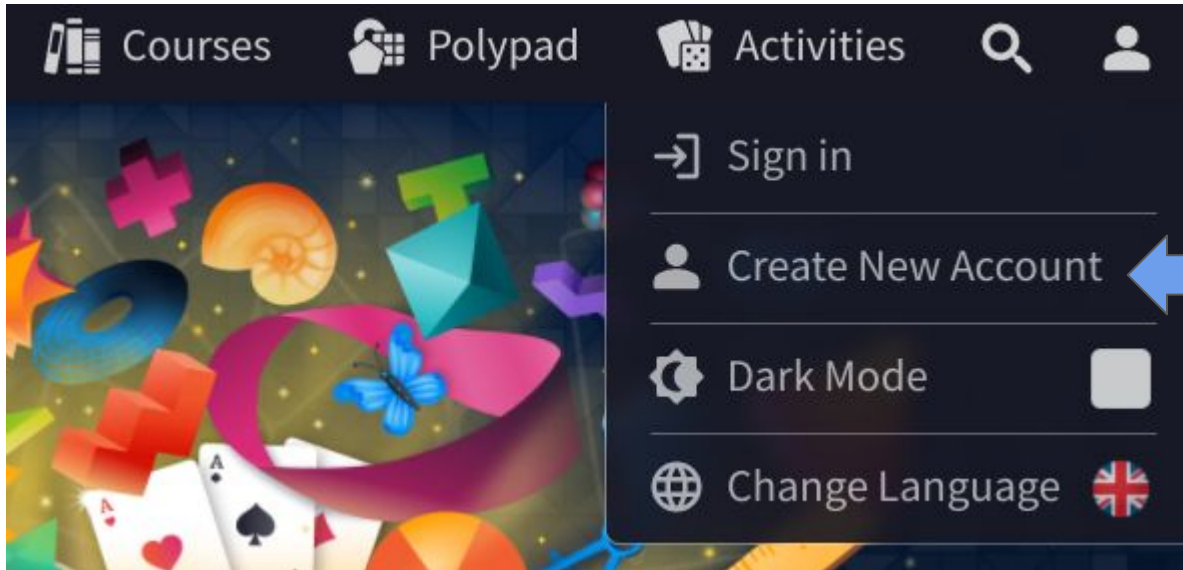 Courses Polypad Activities
Sign in
Create New Account
Dark Mode
Change Language
A
A